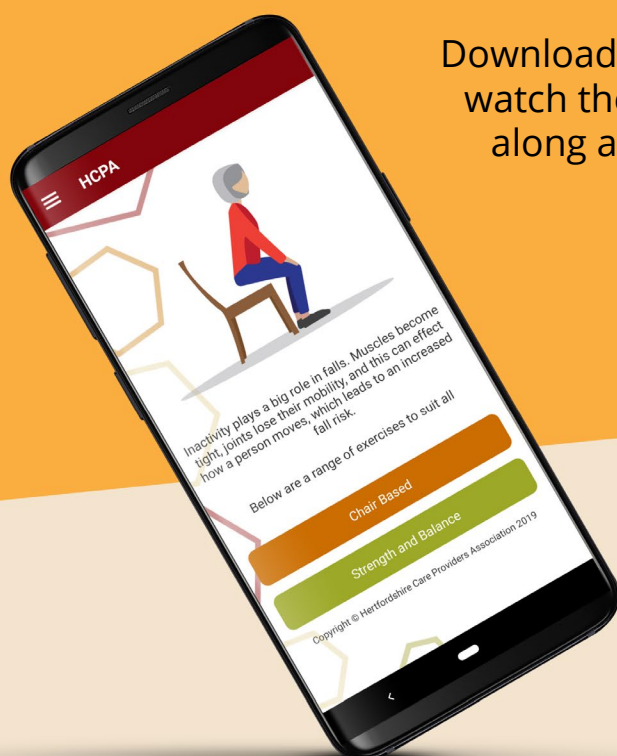 Download
watch the
along a
HCPA
Inactivity plays a big role in falls. Muscles become
tight, joints lose their mobility, and this can effect
how a person moves, which leads to an increased
fall risk.
Below are a range of exercises to suit all
Chair Based
Strength and Balance
Copyright © Hertfordshire Care Providers Association 2019